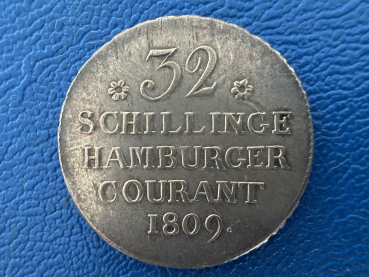 32
SCHILLINGE
HAMBURGER
COURANT
1809.